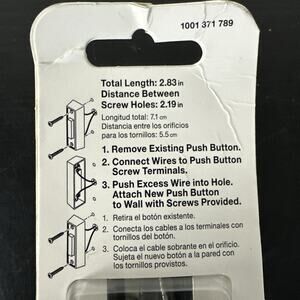 1001 371 789
Total Length: 2.83 in
Distance Between
Screw Holes: 2.19 in
Longitud total: 7.1 cm
Distancia entre los orificios
para los tornillos: 5.5 cm
1. Remove Existing Push Button.
2. Connect Wires to Push Button
Screw Terminals.
3. Push Excess Wire into Hole.
Attach New Push Button
to Wall with Screws Provided.
1. Retira el botón existente.
2. Conecta los cables a los terminales con
tornillos del botón.
3. Coloca el cable sobrante en el orificio.
Sujeta el nuevo botón a la pared con
los tornillos provistos.